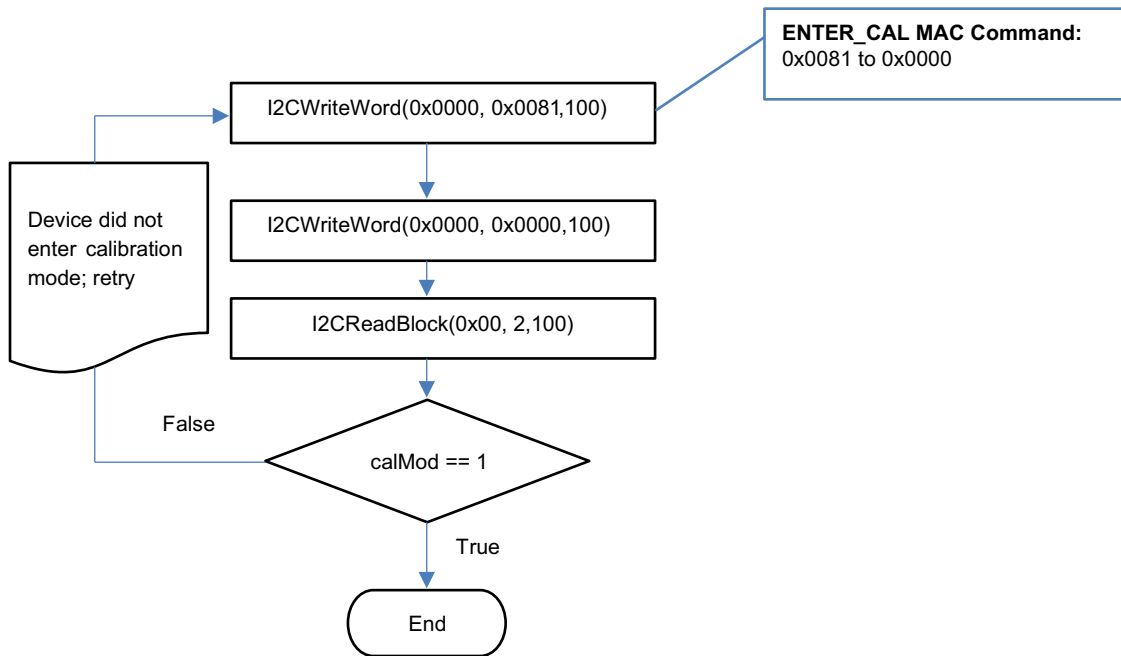 ENTER_CAL MAC Command:
0x0081 to 0x0000
I2CWriteWord(0x0000, 0x0081,100)
I2CWriteWord(0x0000, 0x0000,100)
Device did not
enter calibration
mode; retry
I2CReadBlock(0x00, 2,100)
False
calMod == 1
True
End